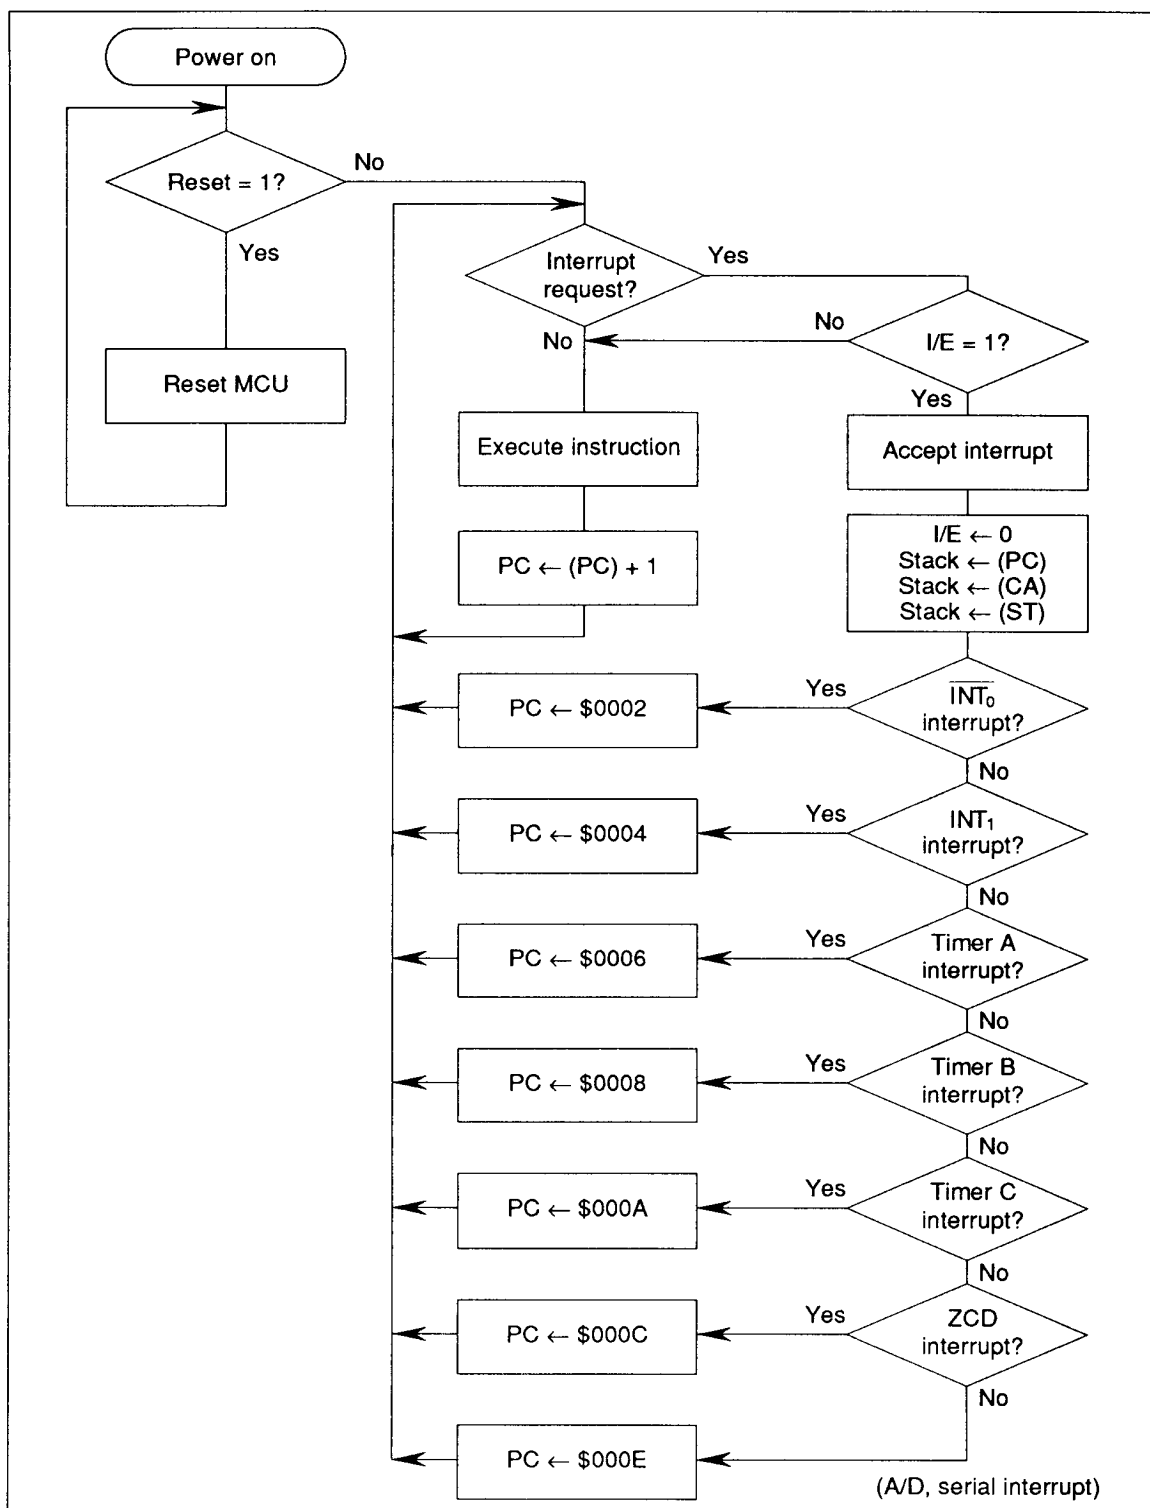 Power on
Reset = 1?
No
Yes
Reset MCU
Interrupt
request?
Yes
No
I/E = 1?
No
Yes
Execute instruction
Accept interrupt
PC ← (PC) + 1
I/E ← 0
Stack ← (PC)
Stack ← (CA)
Stack ← (ST)
INT₀
interrupt?
Yes
PC ← $0002
No
INT₁
interrupt?
Yes
PC ← $0004
No
Timer A
interrupt?
Yes
PC ← $0006
No
Timer B
interrupt?
Yes
PC ← $0008
No
Timer C
interrupt?
Yes
PC ← $000A
No
ZCD
interrupt?
Yes
PC ← $000C
No
PC ← $000E
(A/D, serial interrupt)